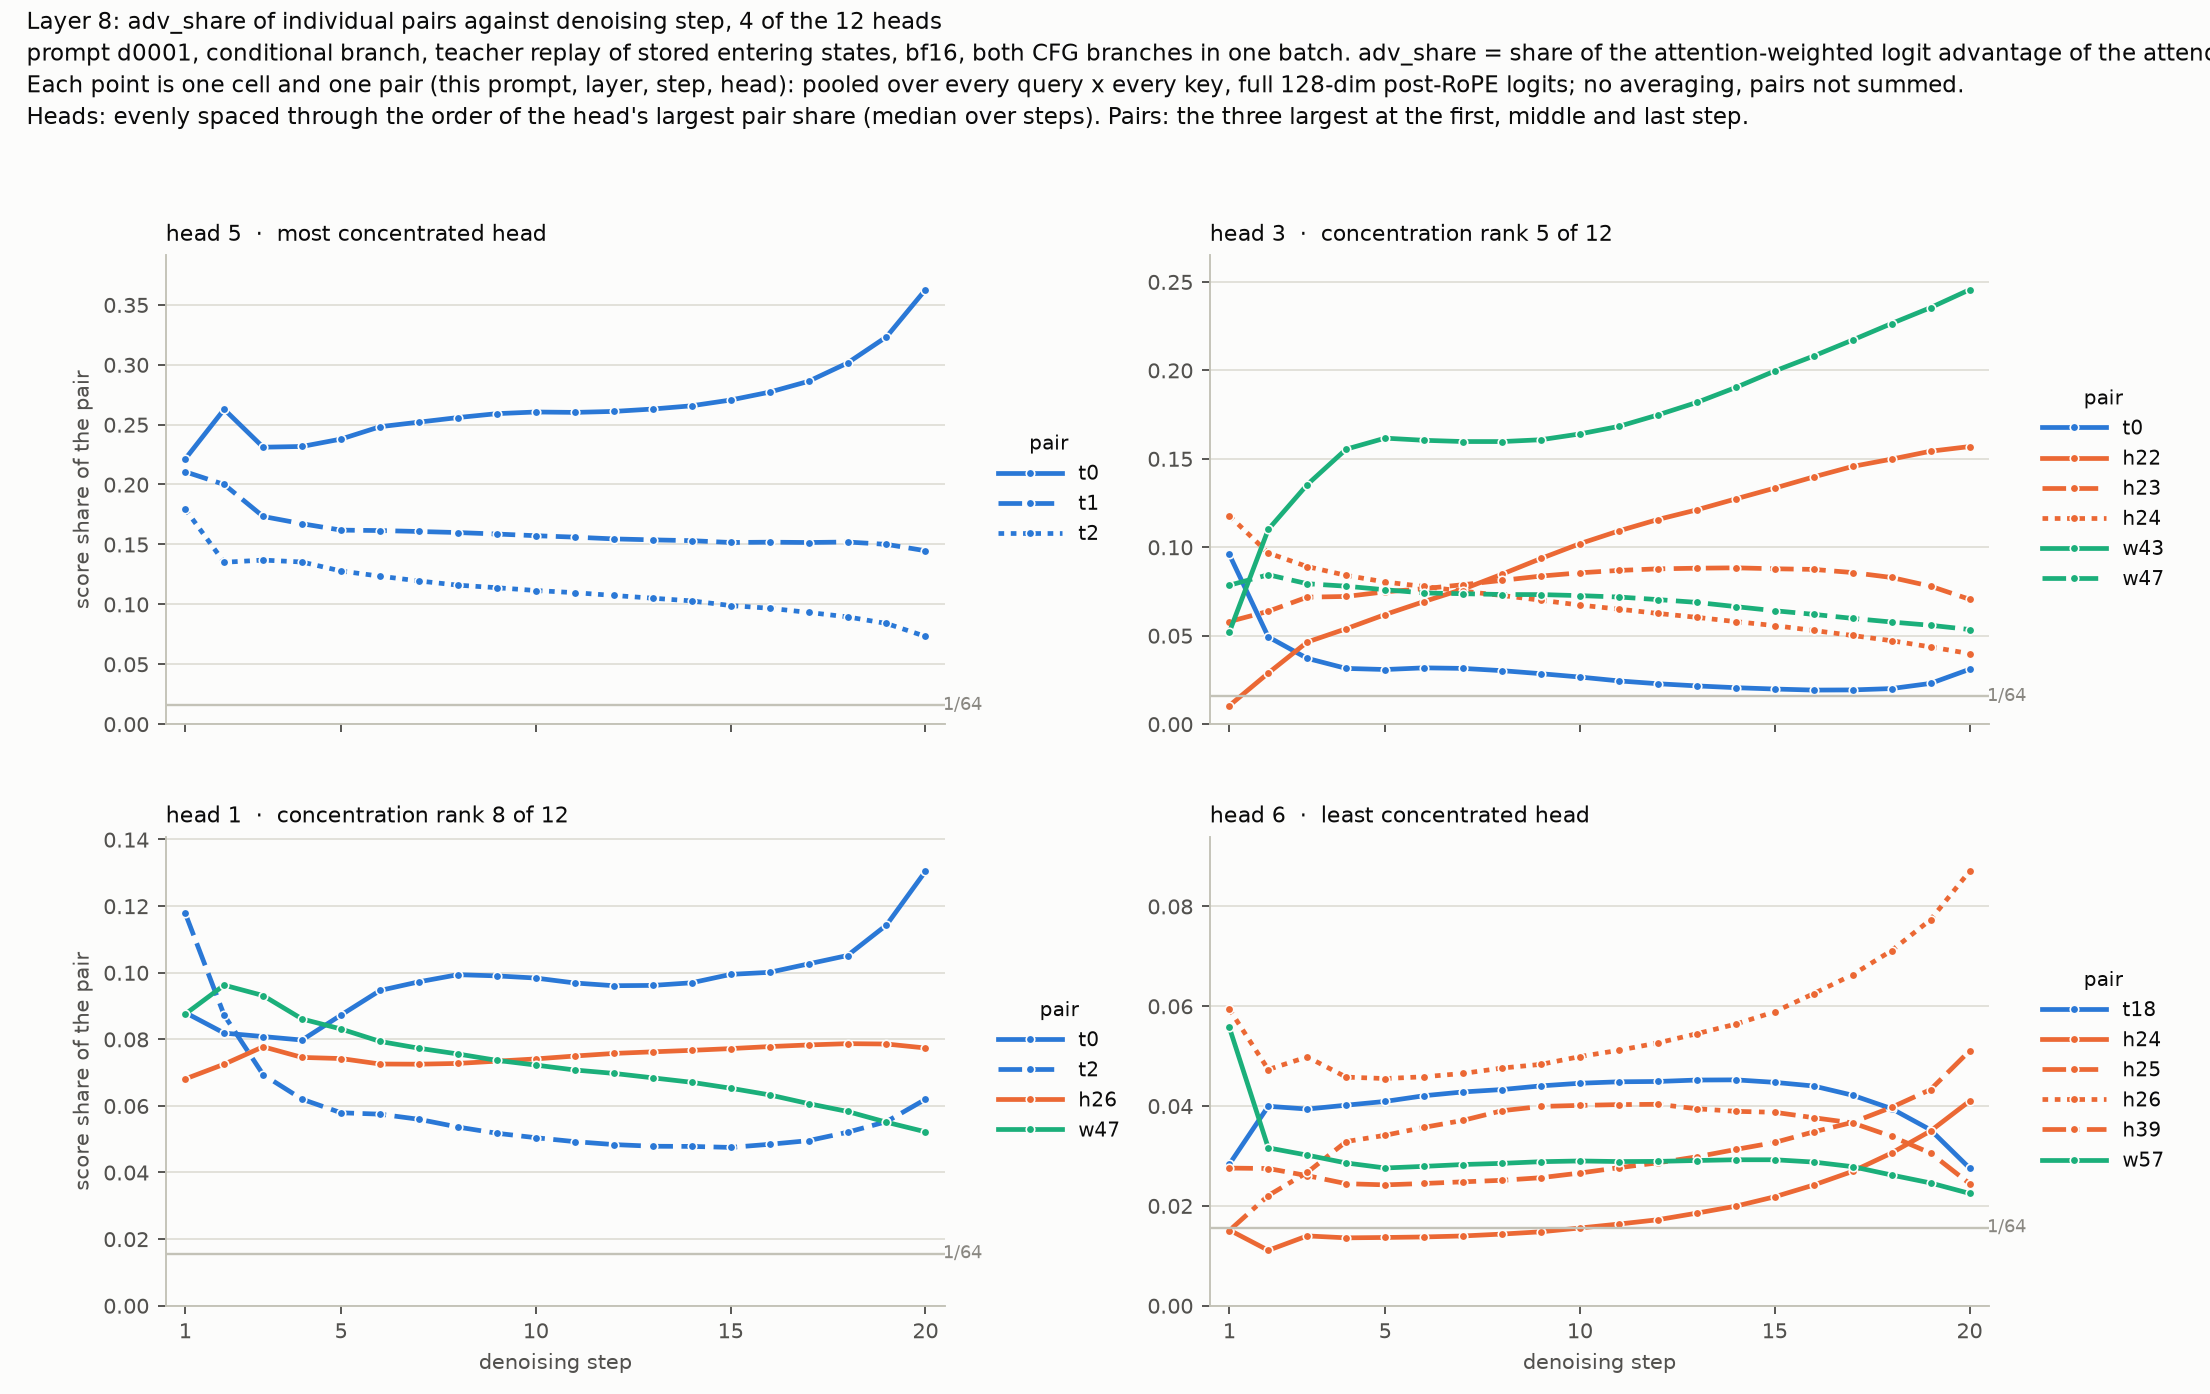 Layer 8: adv_share of individual pairs against denoising step, 4 of the 12 heads
prompt d0001, conditional branch, teacher replay of stored entering states, bf16, both CFG branches in one batch. adv_share = share of the attention-weighted logit advantage of the
Each point is one cell and one pair (this prompt, layer, step, head): pooled over every query x every key, full 128-dim post-RoPE logits; no averaging, pairs not summed.
Heads: evenly spaced through the order of the head's largest pair share (median over steps). Pairs: the three largest at the first, middle and last step.
head 5 · most concentrated head
score share of the pair
0.35
0.30
0.25
0.20
0.15
0.10
0.05
0.00
1/64
pair
t0
t1
t2
head 3 · concentration rank 5 of 12
0.25
0.20
0.15
0.10
0.05
0.00
1/64
pair
t0
h22
h23
h24
w43
w47
head 1 · concentration rank 8 of 12
score share of the pair
0.14
0.12
0.10
0.08
0.06
0.04
0.02
0.00
1/64
1 5 10 15 20
denoising step
pair
t0
t2
h26
w47
head 6 · least concentrated head
0.08
0.06
0.04
0.02
0.00
1/64
1 5 10 15 20
denoising step
pair
t18
h24
h25
h26
h39
w57